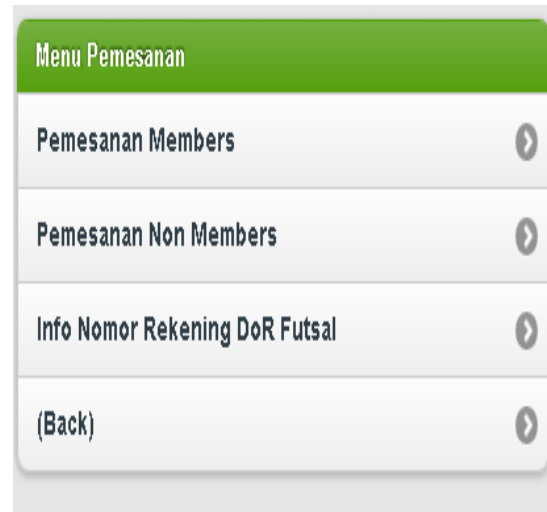 Menu Pemesanan
Pemesanan Members
Pemesanan Non Members
Info Nomor Rekening DoR Futsal
(Back)